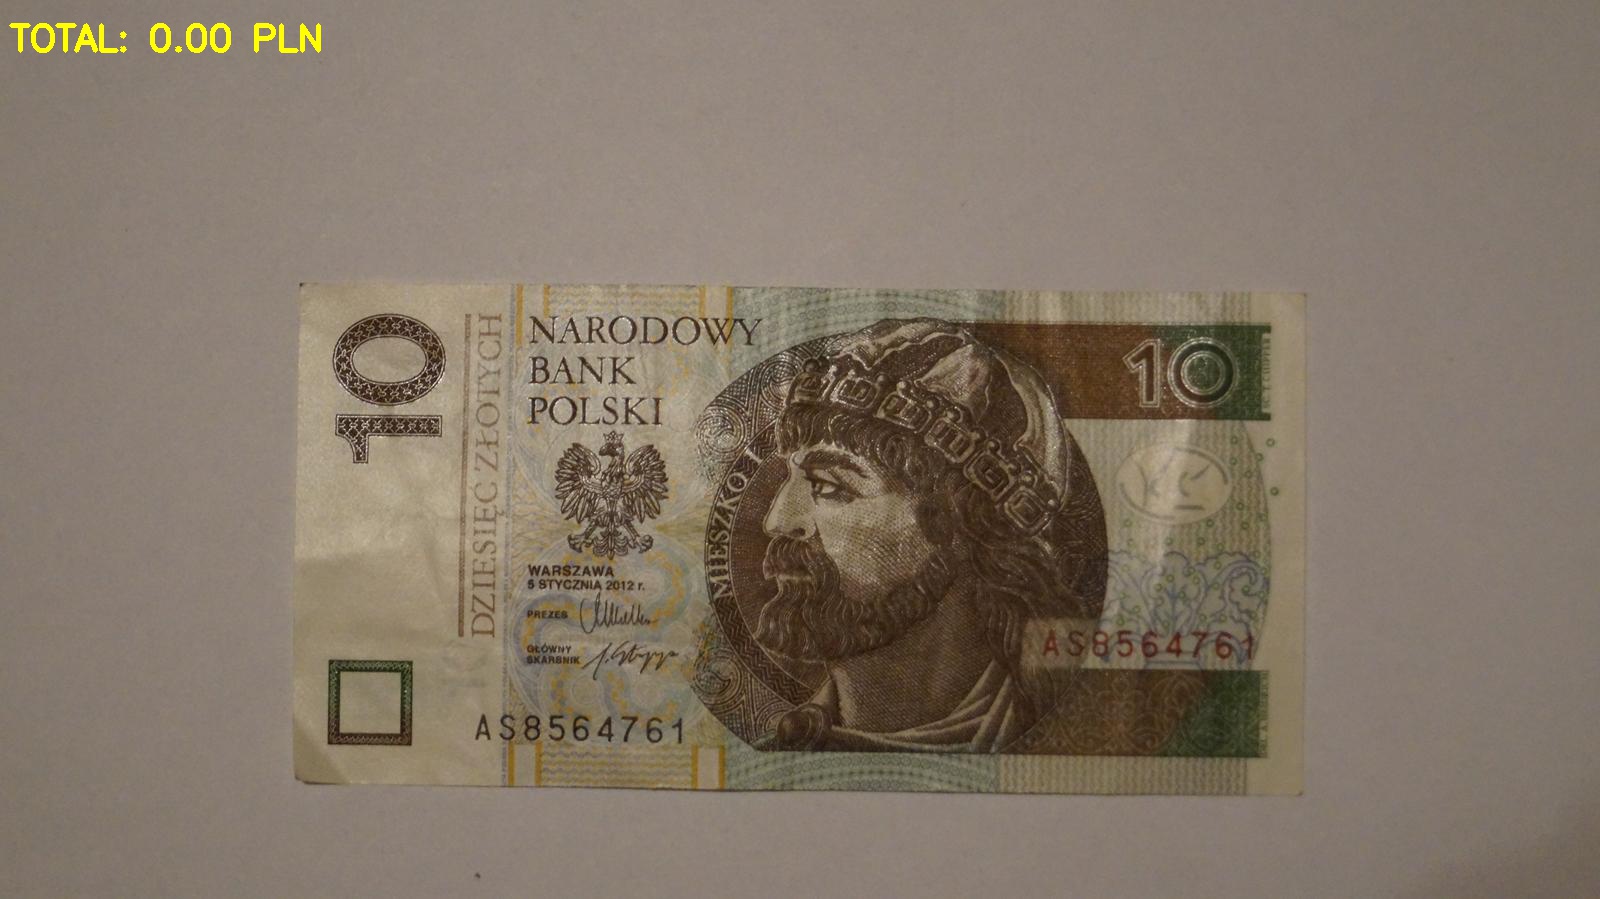 TOTAL: 0.00 PLN
10
DZIESIĘĆ ZŁOTYCH
NARODOWY
BANK
POLSKI
WARSZAWA
5 STYCZNIA 2012 r.
PREZES
GŁÓWNY
SKARBNIK
AS8564761
MIESZKO I
10
AS8564761